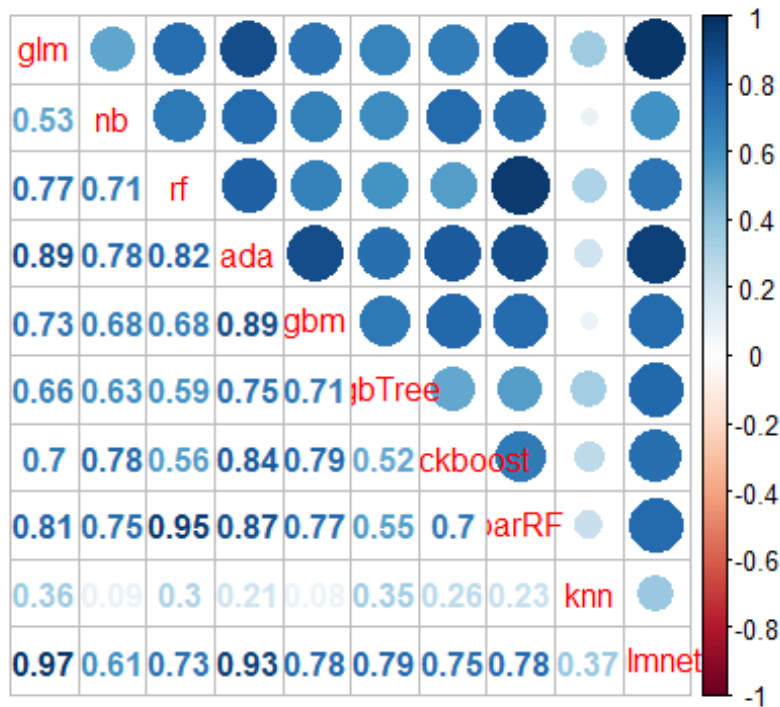 glm
0.53 nb
0.77 0.71 rf
0.89 0.78 0.82 ada
0.73 0.68 0.68 0.89 gbm
0.66 0.63 0.59 0.75 0.71 gbTree
0.7 0.78 0.56 0.84 0.79 0.52 ckboost
0.81 0.75 0.95 0.87 0.77 0.55 0.7 parRF
0.36 0.09 0.3 0.21 0.08 0.35 0.26 0.23 knn
0.97 0.61 0.73 0.93 0.78 0.79 0.75 0.78 0.37 lmnet
1
0.8
0.6
0.4
0.2
0
-0.2
-0.4
-0.6
-0.8
-1